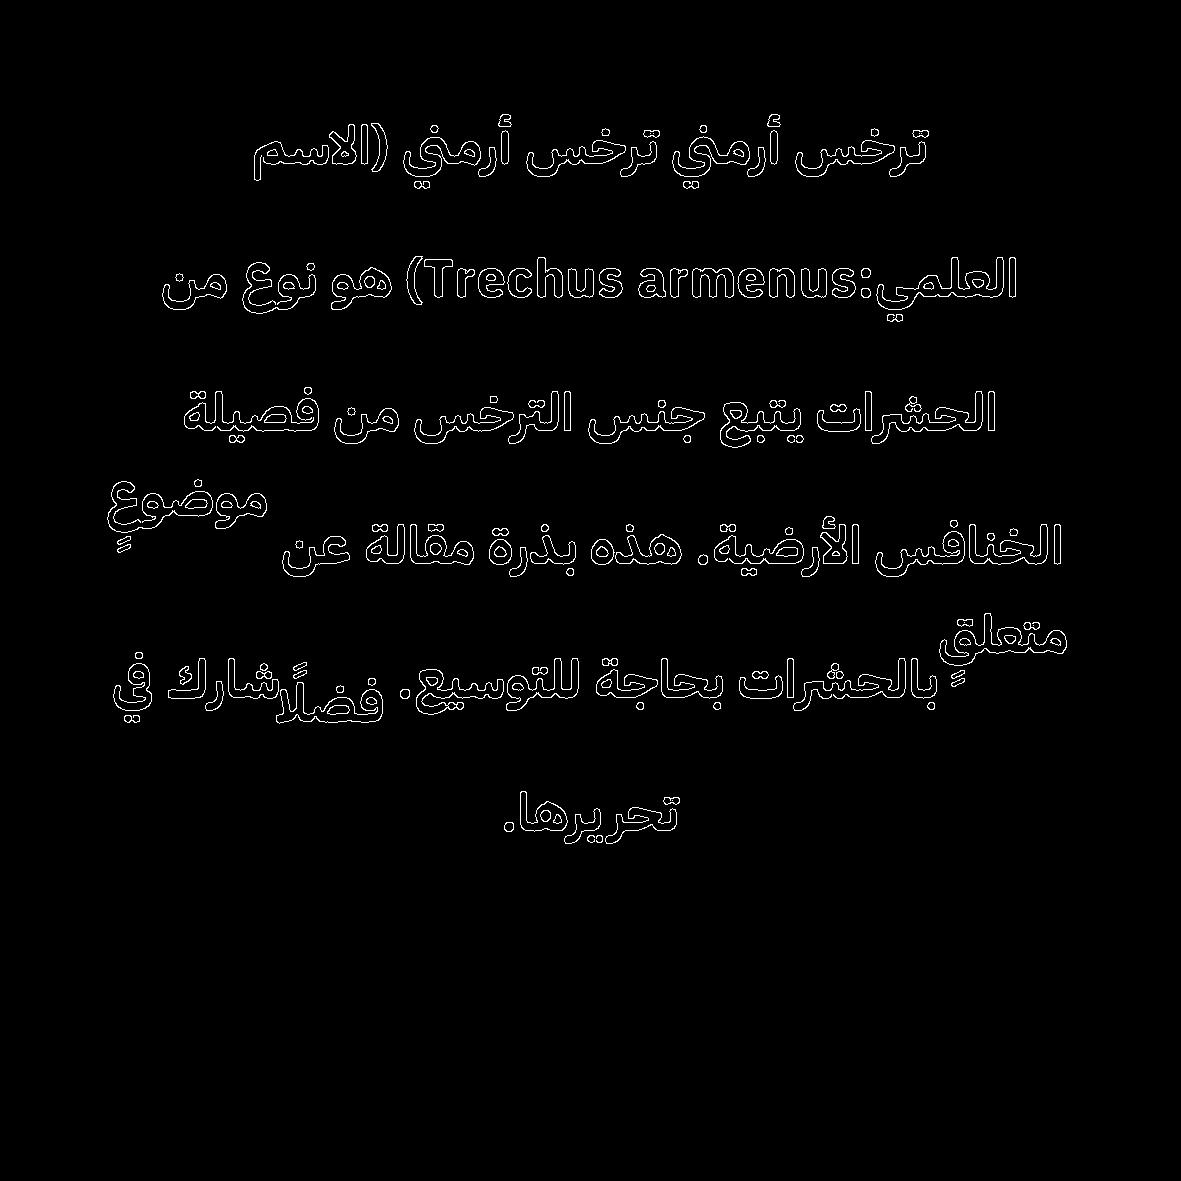 ترخس أرمني ترخس أرمني (الاسم
العلمي:Trechus armenus) هو نوع من
الحشرات يتبع جنس الترخس من فصيلة
الخنافس الأرضية. هذه بذرة مقالة عن موضوعٍ
متعلقٍ بالحشرات بحاجة للتوسيع. فضلًا شارك في
تحريرها.